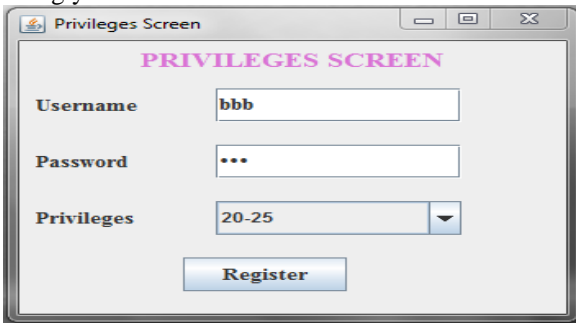 Privileges Screen
PRIVILEGES SCREEN
Username bbb
Password •••
Privileges 20-25
Register